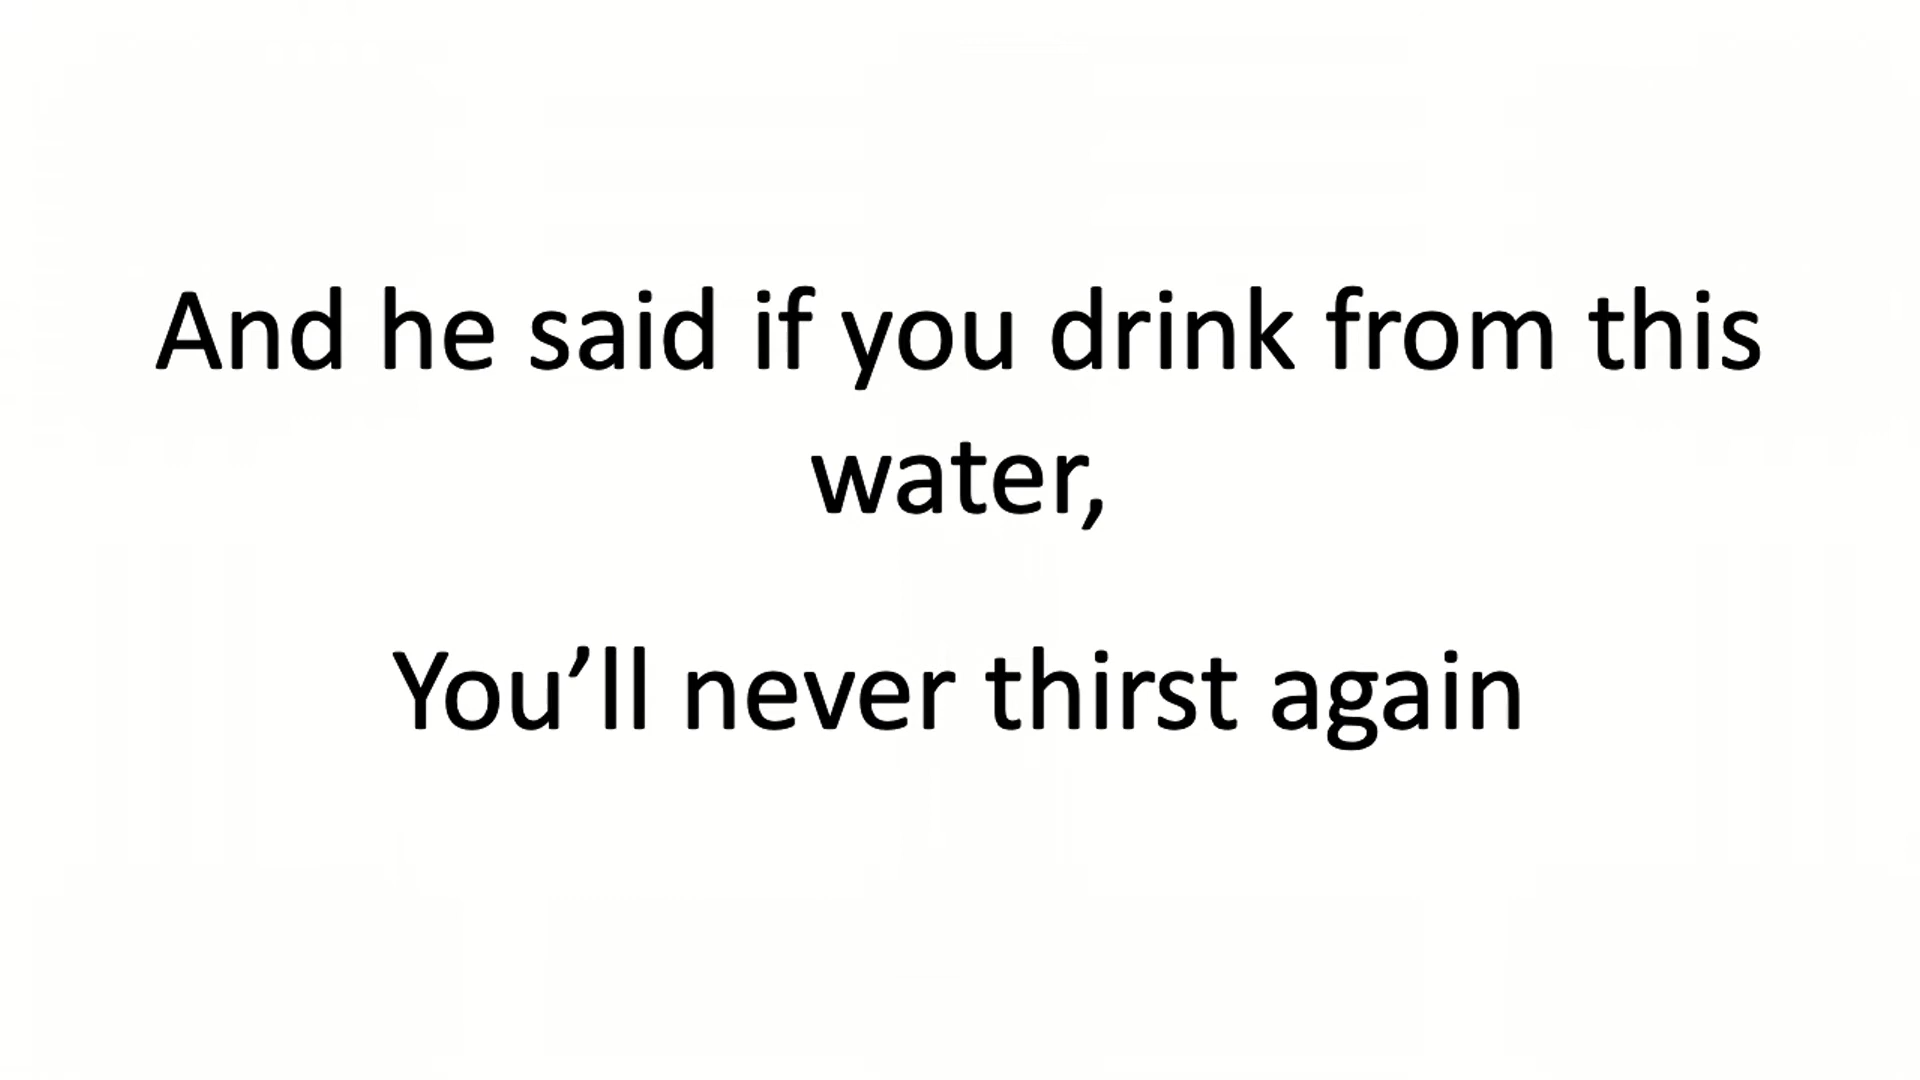 And he said if you drink from this
water,
You’ll never thirst again